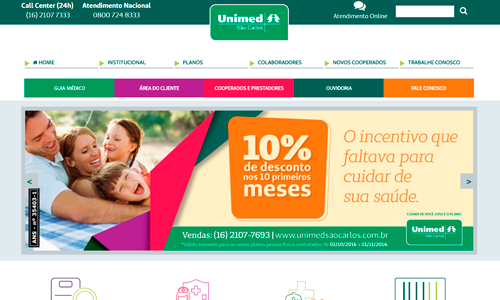 Call Center (24h)
(16) 2107 7333
Atendimento Nacional
0800 724 8333
Unimed
São Carlos
Atendimento Online
HOME
INSTITUCIONAL
PLANOS
COLABORADORES
NOVOS COOPERADOS
TRABALHE CONOSCO
GUIA MÉDICO
ÁREA DO CLIENTE
COOPERADOS E PRESTADORES
OUVIDORIA
FALE CONOSCO
10%
de desconto
nos 10 primeiros
meses
O incentivo que
faltava para
cuidar de
sua saúde.
<
>
ANS - nº 35403-1
CUIDAR DE VOCÊ. ESSE É O PLANO.
Unimed
São Carlos
Vendas: (16) 2107-7693 | www.unimedsaocarlos.com.br
*Válido somente para os novos planos pessoa física contratados de 01/10/2016 a 01/11/2016.